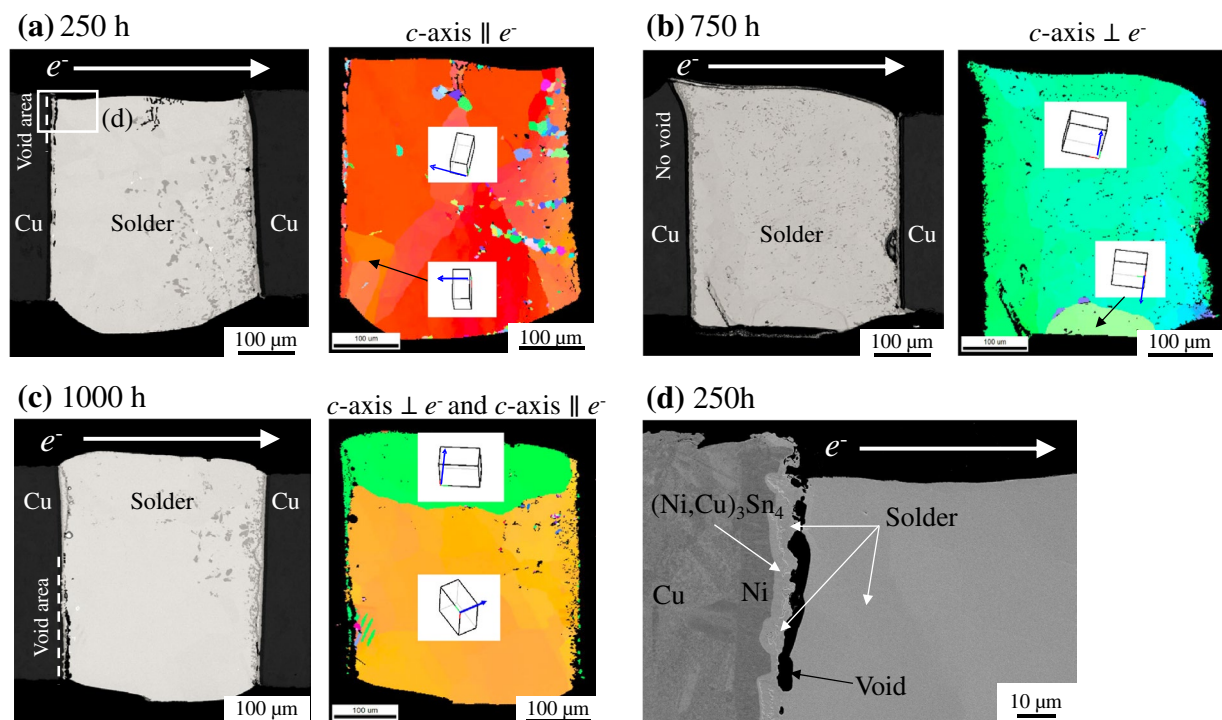 (a) 250 h
c-axis ∥ e-
e-
Void area
(d)
Cu
Solder
Cu
100 μm
100 um
100 μm
(b) 750 h
c-axis ⊥ e-
e-
No void
Cu
Solder
Cu
100 μm
100 um
100 μm
(c) 1000 h
c-axis ⊥ e- and c-axis ∥ e-
e-
Cu
Solder
Cu
Void area
100 μm
100 um
100 μm
(d) 250h
e-
(Ni,Cu)3Sn4
Solder
Cu
Ni
Void
10 μm